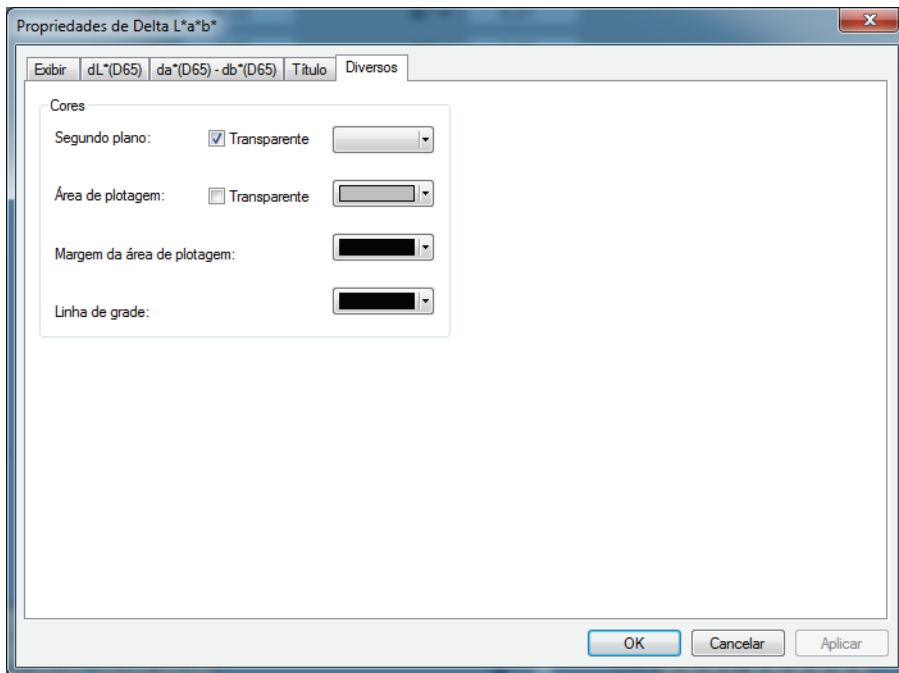 Propriedades de Delta L*a*b*
Exibir dL*(D65) da*(D65) - db*(D65) Título Diversos
Cores
Segundo plano: Transparente
Área de plotagem: Transparente
Margem da área de plotagem:
Linha de grade:
OK Cancelar Aplicar